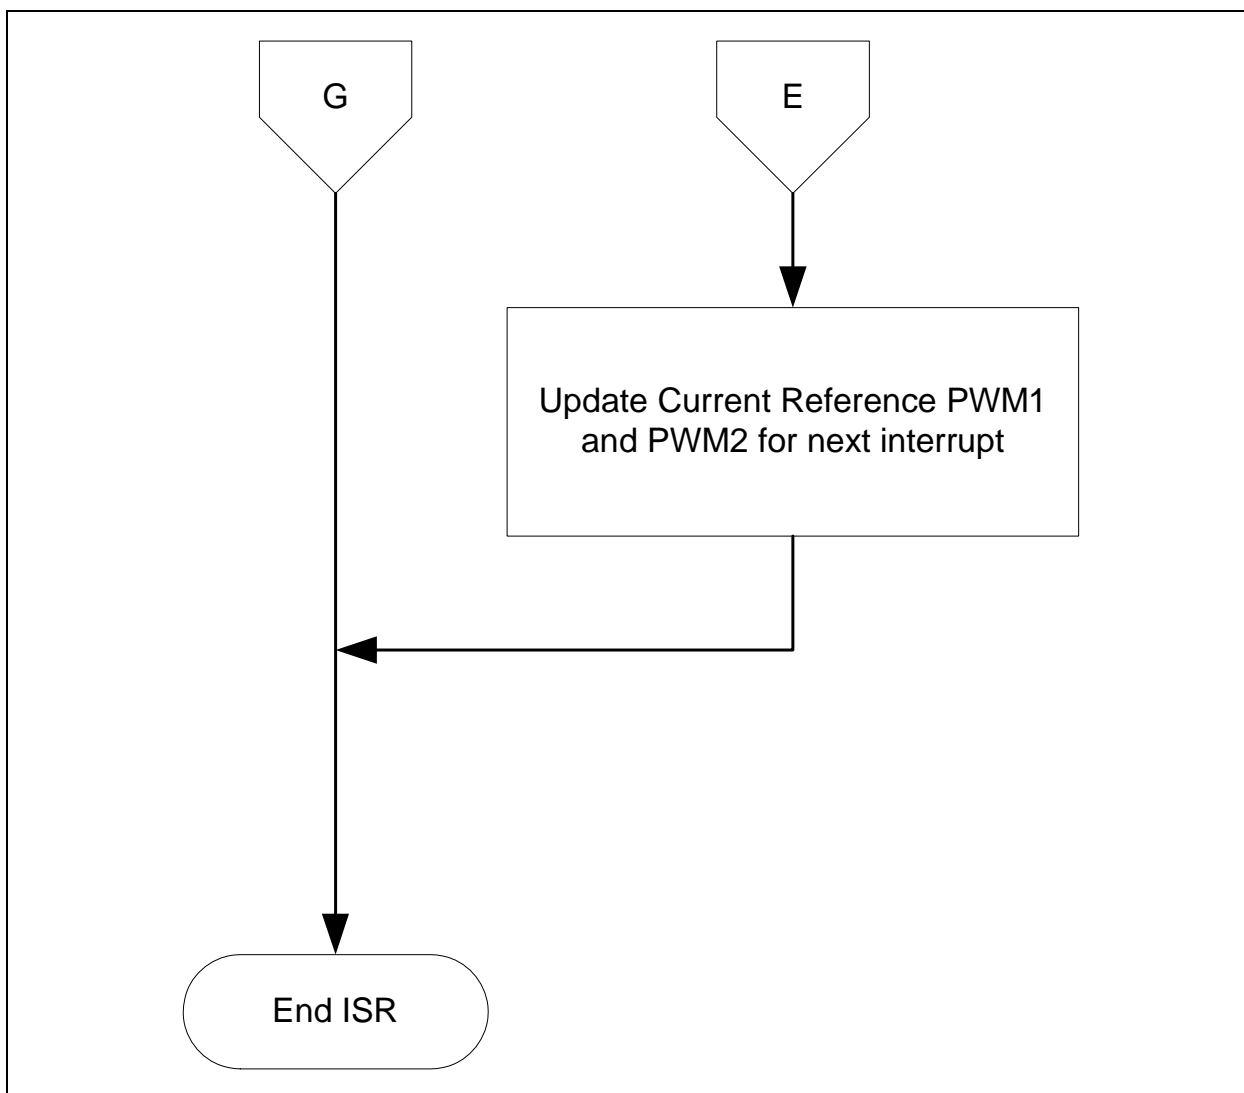 G
E
Update Current Reference PWM1
and PWM2 for next interrupt
End ISR